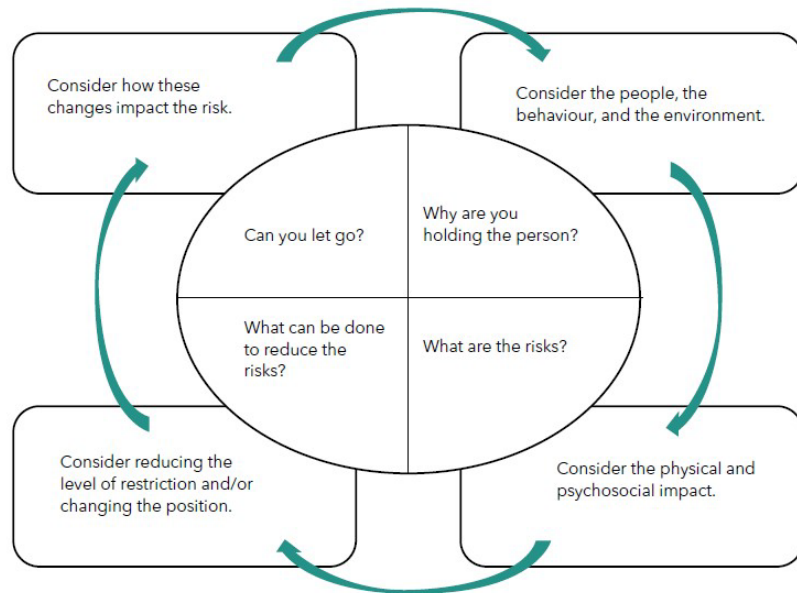 Consider how these
changes impact the risk.
Consider the people, the
behaviour, and the environment.
Can you let go?
Why are you
holding the person?
What can be done
to reduce the
risks?
What are the risks?
Consider reducing the
level of restriction and/or
changing the position.
Consider the physical and
psychosocial impact.